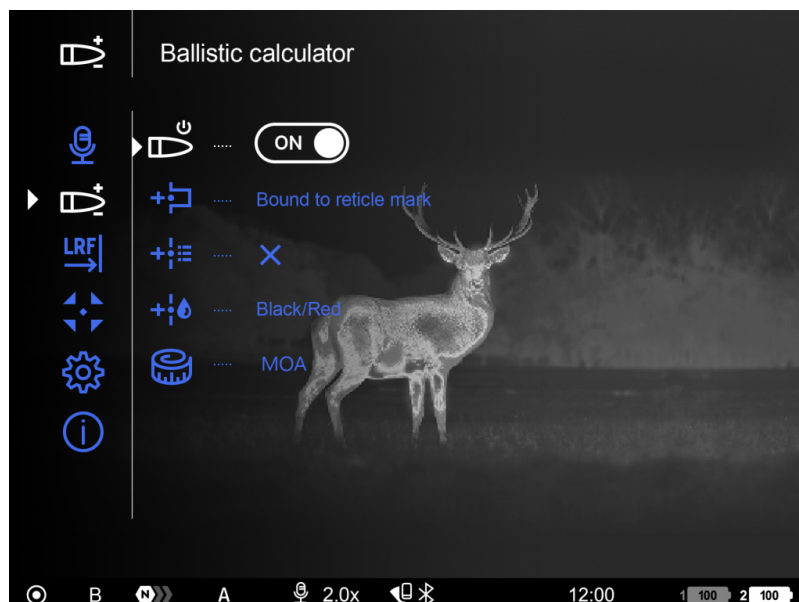 Ballistic calculator
ON
Bound to reticle mark
LRF
Black/Red
MOA
B N A 2.0x 12:00 1 100 2 100